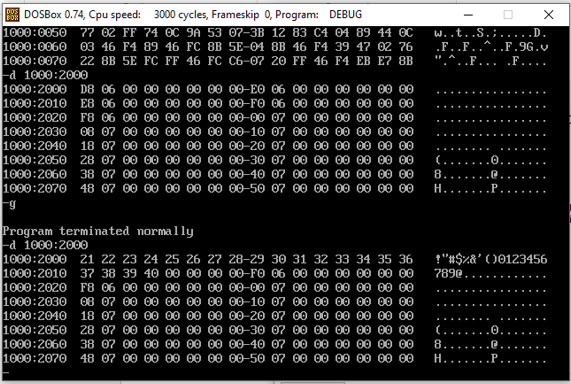 DOSBox 0.74, Cpu speed: 3000 cycles, Frameskip 0, Program: DEBUG
1000:0050 77 02 FF 74 0C 9A 53 07-3B 12 83 C4 04 89 44 0C w..t..S.;.....D.
1000:0060 03 46 F4 89 46 FC 8B 5E-04 8B 46 F4 39 47 02 76 .F..F..^..F.9G.v
1000:0070 22 8B 5E FC FF 46 FC C6-07 20 FF 46 F4 EB E7 8B ".^..F... .F....
-d 1000:2000
1000:2000 D8 06 00 00 00 00 00 00-E0 06 00 00 00 00 00 00 ................
1000:2010 E8 06 00 00 00 00 00 00-F0 06 00 00 00 00 00 00 ................
1000:2020 F8 06 00 00 00 00 00 00-00 07 00 00 00 00 00 00 ................
1000:2030 08 07 00 00 00 00 00 00-10 07 00 00 00 00 00 00 ................
1000:2040 18 07 00 00 00 00 00 00-20 07 00 00 00 00 00 00 ........ .......
1000:2050 28 07 00 00 00 00 00 00-30 07 00 00 00 00 00 00 (.......0.......
1000:2060 38 07 00 00 00 00 00 00-40 07 00 00 00 00 00 00 8.......@.......
1000:2070 48 07 00 00 00 00 00 00-50 07 00 00 00 00 00 00 H.......P.......
-g
Program terminated normally
-d 1000:2000
1000:2000 21 22 23 24 25 26 27 28-29 30 31 32 33 34 35 36 !"#$%&'()0123456
1000:2010 37 38 39 40 00 00 00 00-F0 06 00 00 00 00 00 00 789@............
1000:2020 F8 06 00 00 00 00 00 00-00 07 00 00 00 00 00 00 ................
1000:2030 08 07 00 00 00 00 00 00-10 07 00 00 00 00 00 00 ................
1000:2040 18 07 00 00 00 00 00 00-20 07 00 00 00 00 00 00 ........ .......
1000:2050 28 07 00 00 00 00 00 00-30 07 00 00 00 00 00 00 (.......0.......
1000:2060 38 07 00 00 00 00 00 00-40 07 00 00 00 00 00 00 8.......@.......
1000:2070 48 07 00 00 00 00 00 00-50 07 00 00 00 00 00 00 H.......P.......
-